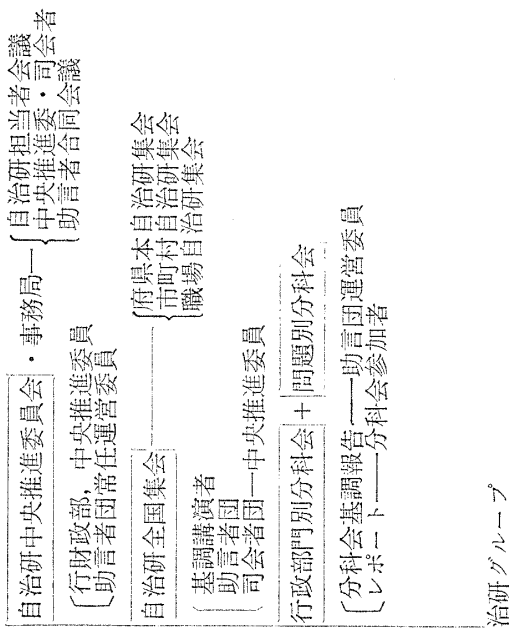 自治研中央推進委員会・事務局
自治研担当者会議
中央推進委・司会者
助言者合同会議
行財政部，中央推進委員
助言者団常任運営委員
自治研全国集会
府県本自治研集会
市町村自治研集会
職場自治研集会
基調講演者
助言者団
司会者団―中央推進委員
行政部門別分科会 + 問題別分科会
分科会基調報告――助言団運営委員
レポート――分科会参加者
治研グループ